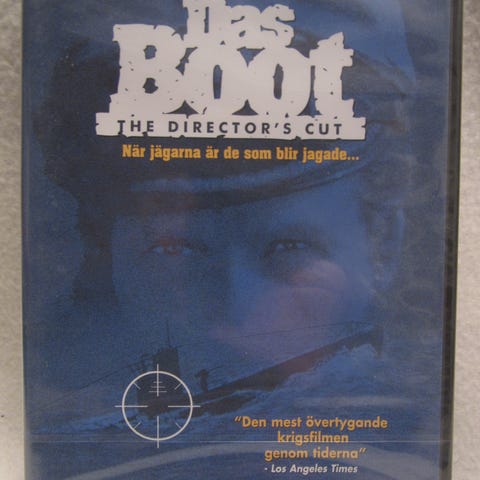 Das
Boot
THE DIRECTOR'S CUT
När jägarna är de som blir jagade...
"Den mest övertygande
krigsfilmen
genom tiderna"
- Los Angeles Times